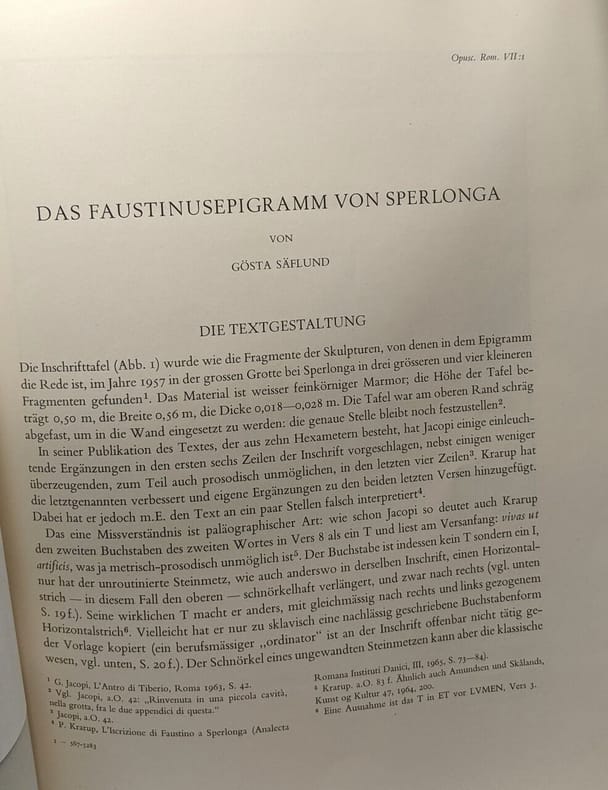 Opusc. Rom. VII:1
DAS FAUSTINUSEPIGRAMM VON SPERLONGA
VON
GÖSTA SÄFLUND
DIE TEXTGESTALTUNG
Die Inschrifttafel (Abb. 1) wurde wie die Fragmente der Skulpturen, von denen in dem Epigramm
die Rede ist, im Jahre 1957 in der grossen Grotte bei Sperlonga in drei grösseren und vier kleineren
Fragmenten gefunden¹. Das Material ist weisser feinkörniger Marmor; die Höhe der Tafel be-
trägt 0,50 m, die Breite 0,56 m, die Dicke 0,018—0,028 m. Die Tafel war am oberen Rand schräg
abgefast, um in die Wand eingesetzt zu werden: die genaue Stelle bleibt noch festzustellen².
In seiner Publikation des Textes, der aus zehn Hexametern besteht, hat Jacopi einige einleuch-
tende Ergänzungen in den ersten sechs Zeilen der Inschrift vorgeschlagen, nebst einigen weniger
überzeugenden, zum Teil auch prosodisch unmöglichen, in den letzten vier Zeilen³. Krarup hat
die letztgenannten verbessert und eigene Ergänzungen zu den beiden letzten Versen hinzugefügt.
Dabei hat er jedoch m.E. den Text an ein paar Stellen falsch interpretiert⁴.
Das eine Missverständnis ist paläographischer Art: wie schon Jacopi so deutet auch Krarup
den zweiten Buchstaben des zweiten Wortes in Vers 8 als ein T und liest am Versanfang: vivas ut
artificis, was ja metrisch-prosodisch unmöglich ist⁵. Der Buchstabe ist indessen kein T sondern ein I,
nur hat der unroutinierte Steinmetz, wie auch anderswo in derselben Inschrift, einen Horizontal-
strich — in diesem Fall den oberen — schnörkelhaft verlängert, und zwar nach rechts (vgl. unten
S. 19 f.). Seine wirklichen T macht er anders, mit gleichmässig nach rechts und links gezogenem
Horizontalstrich⁶. Vielleicht hat er nur zu sklavisch eine nachlässig geschriebene Buchstabenform
der Vorlage kopiert (ein berufsmässiger „ordinator“ ist an der Inschrift offenbar nicht tätig ge-
wesen, vgl. unten, S. 20 f.). Der Schnörkel eines ungewandten Steinmetzen kann aber die klassische
¹ G. Jacopi, L'Antro di Tiberio, Roma 1963, S. 42.
² Vgl. Jacopi, a.O. 42: „Rinvenuta in una piccola cavità,
nella grotta, fra le due appendici di questa.“
³ Jacopi, a.O. 42.
⁴ P. Krarup, L'Iscrizione di Faustino a Sperlonga (Analecta
1 — 567-5283
Romana Instituti Danici, III, 1965, S. 73—84).
⁵ Krarup, a.O. 83 f. Ähnlich auch Amundsen und Skålands,
Kunst og Kultur 47, 1964, 200.
⁶ Eine Ausnahme ist das T in ET vor LVMEN, Vers 3.